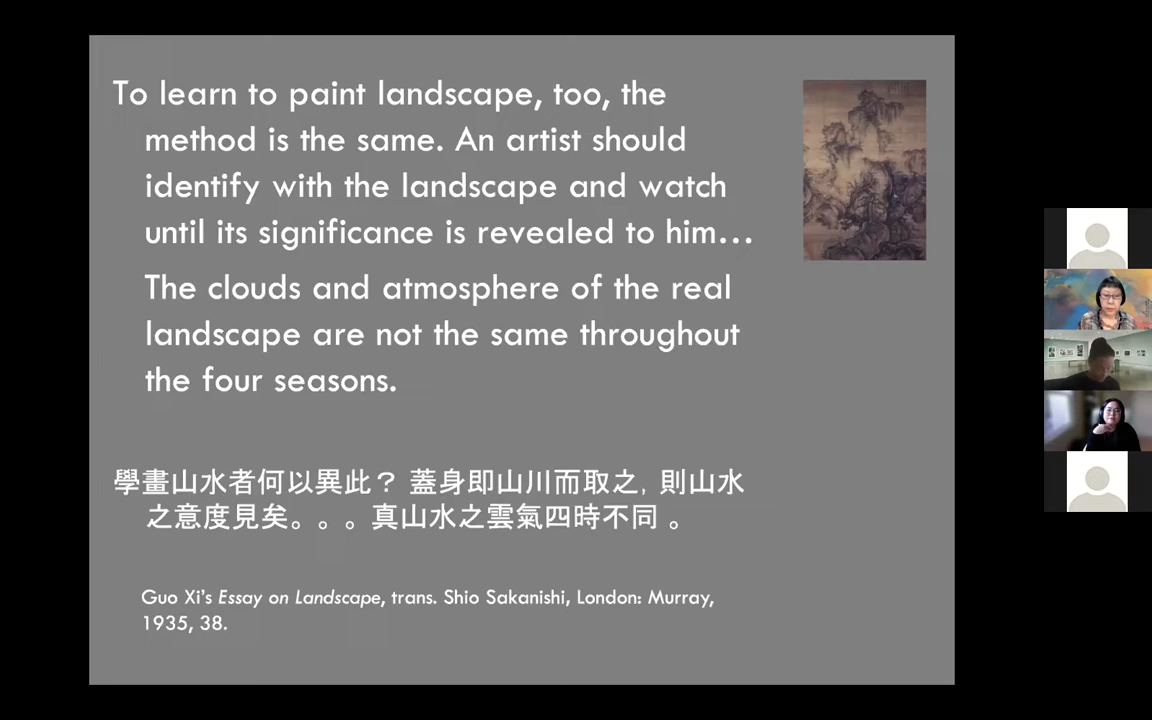 To learn to paint landscape, too, the
method is the same. An artist should
identify with the landscape and watch
until its significance is revealed to him…
The clouds and atmosphere of the real
landscape are not the same throughout
the four seasons.
學畫山水者何以異此？ 蓋身即山川而取之, 則山水
之意度見矣。。。真山水之雲氣四時不同 。
Guo Xi's Essay on Landscape, trans. Shio Sakanishi, London: Murray,
1935, 38.